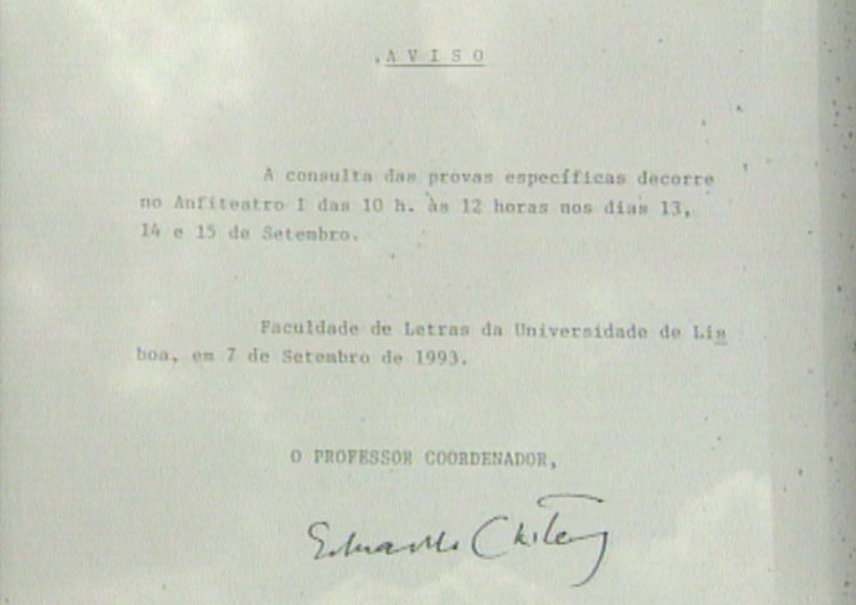 AVISO
A consulta das provas específicas decorre
no Anfiteatro I das 10 h. às 12 horas nos dias 13,
14 e 15 de Setembro.
Faculdade de Letras da Universidade de Lis
boa, em 7 de Setembro de 1993.
O PROFESSOR COORDENADOR,
Eduardo